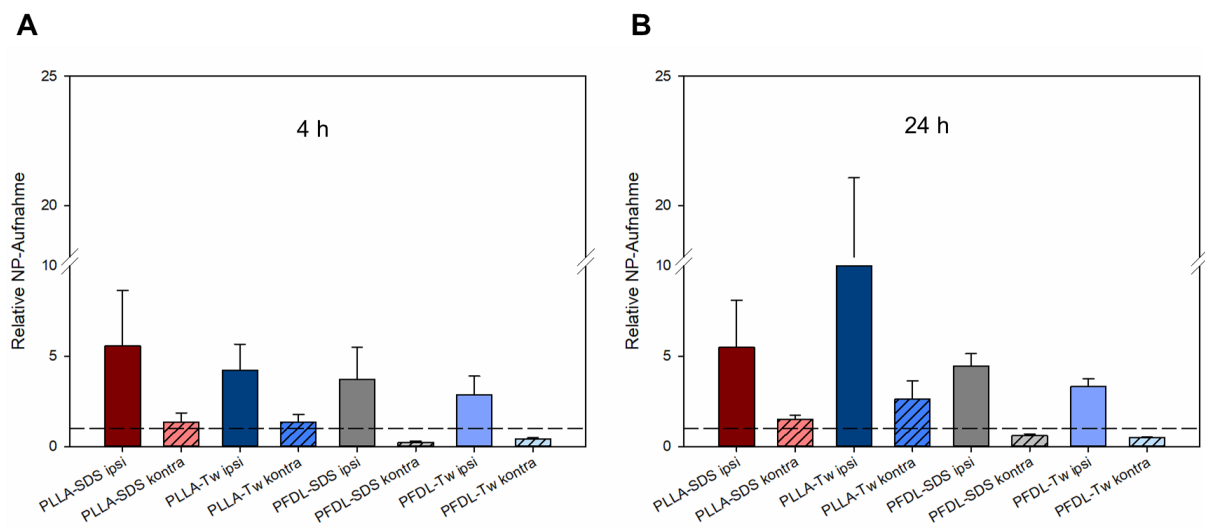 A
4 h
Relative NP-Aufnahme
25
20
10
5
0
PLLA-SDS ipsi
PLLA-SDS kontra
PLLA-Tw ipsi
PLLA-Tw kontra
PFDL-SDS ipsi
PFDL-SDS kontra
PFDL-Tw ipsi
PFDL-Tw kontra
B
24 h
Relative NP-Aufnahme
25
20
10
5
0
PLLA-SDS ipsi
PLLA-SDS kontra
PLLA-Tw ipsi
PLLA-Tw kontra
PFDL-SDS ipsi
PFDL-SDS kontra
PFDL-Tw ipsi
PFDL-Tw kontra